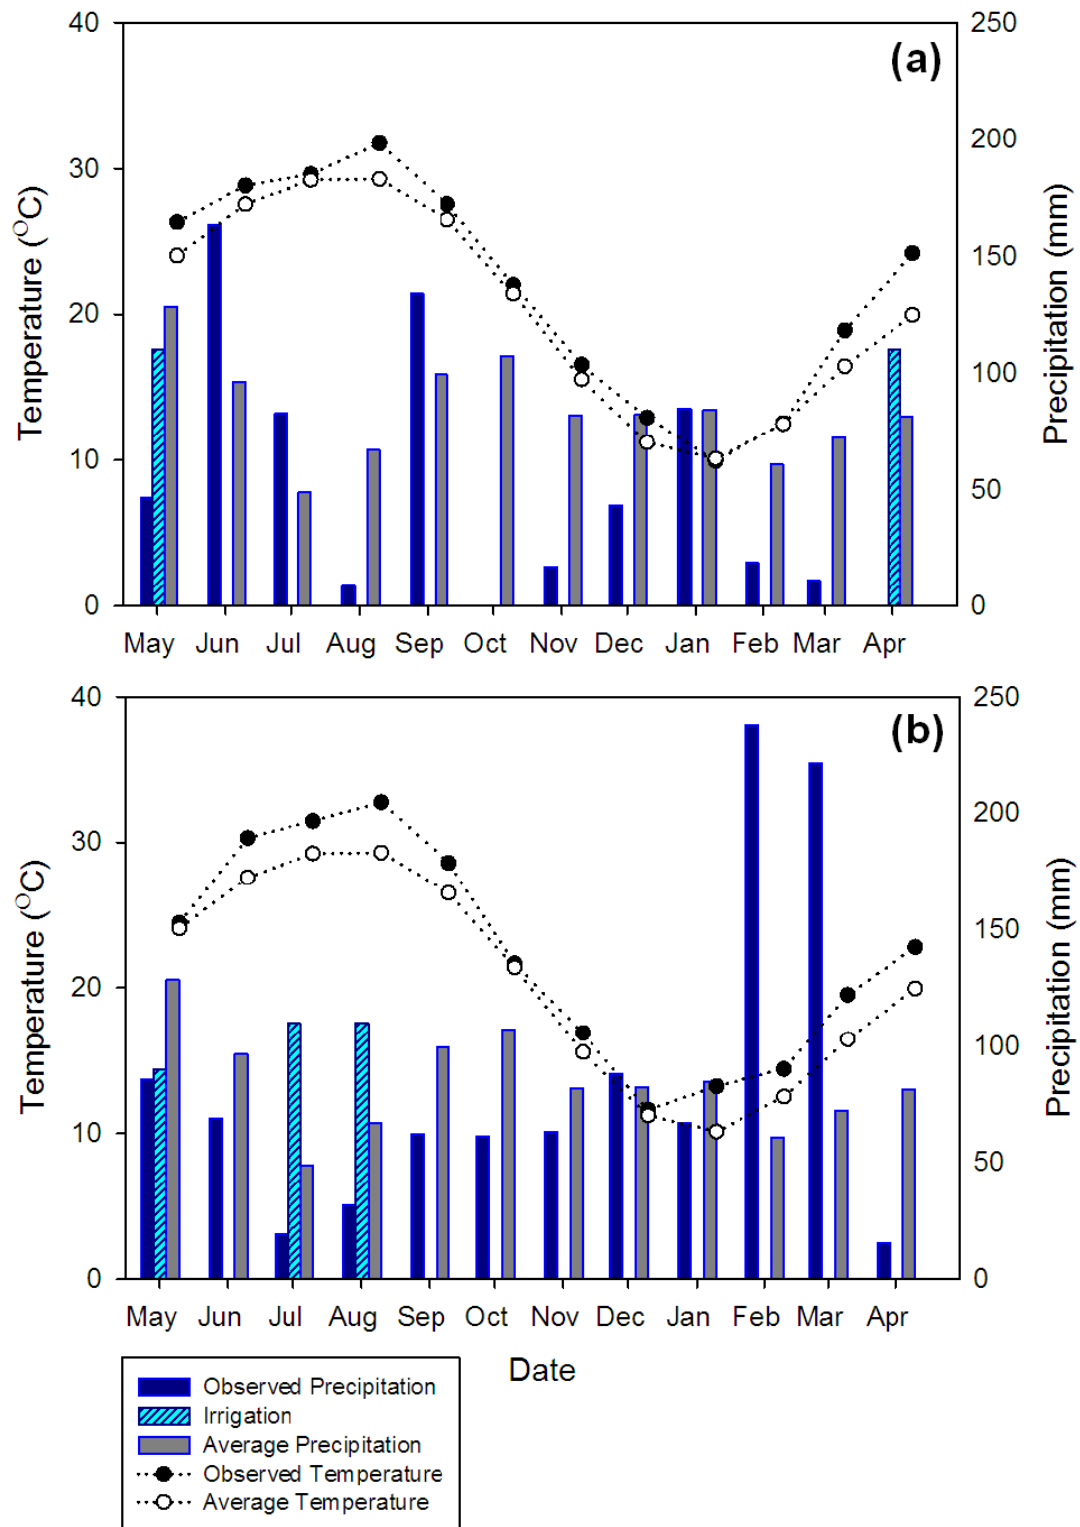 (a)
Temperature (°C)
40
30
20
10
0
Precipitation (mm)
250
200
150
100
50
0
May Jun Jul Aug Sep Oct Nov Dec Jan Feb Mar Apr
(b)
Temperature (°C)
40
30
20
10
0
Precipitation (mm)
250
200
150
100
50
0
May Jun Jul Aug Sep Oct Nov Dec Jan Feb Mar Apr
Date
Observed Precipitation
Irrigation
Average Precipitation
Observed Temperature
Average Temperature